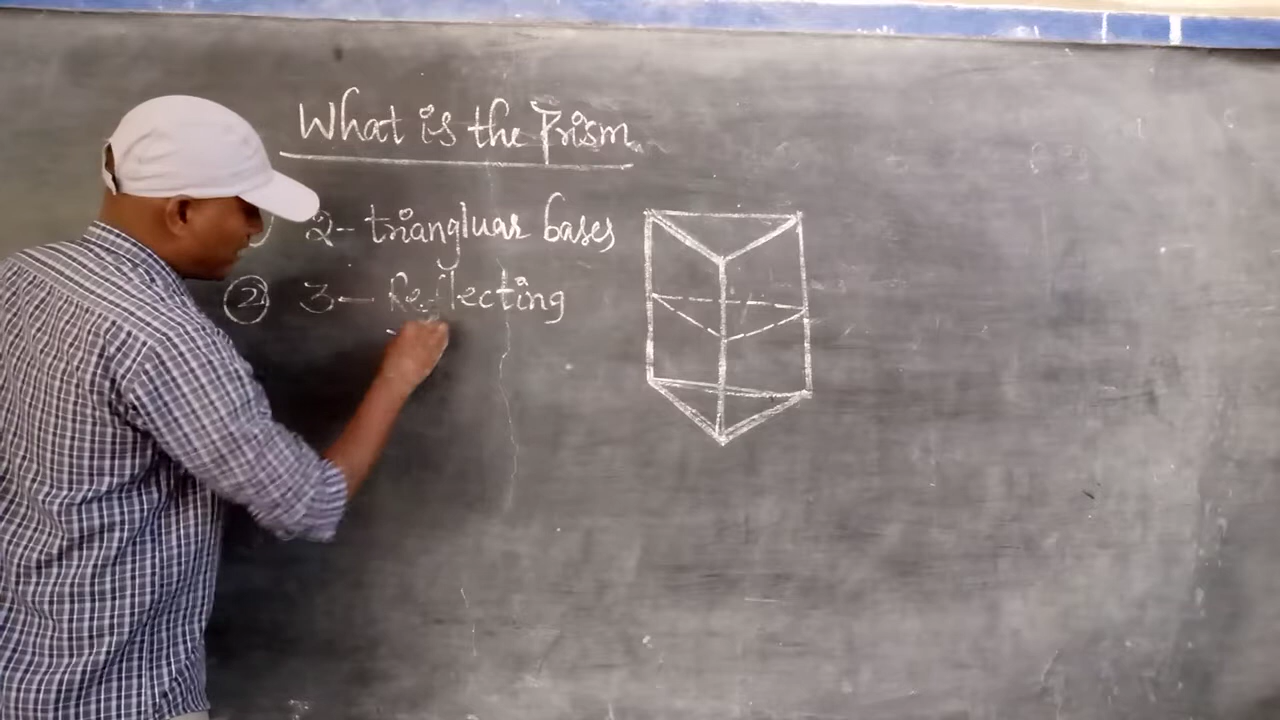 What is the Prism
2- triangluar bases
② 3- Reflecting